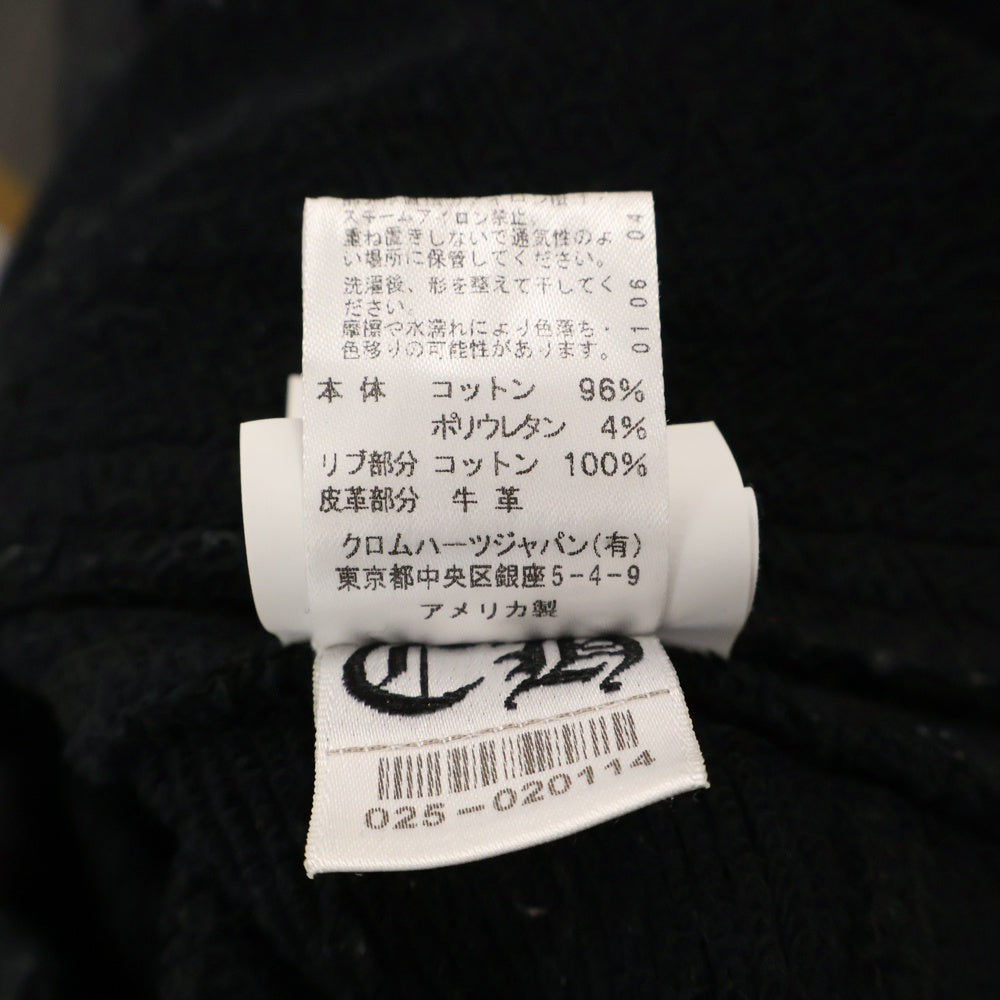 スチームアイロン禁止。
重ね置きしないで通気性のよ
い場所に保管してください。
洗濯後、形を整えて干してく
ださい。
摩擦や水濡れにより色落ち・
色移りの可能性があります。
01 06 04
本体 コットン 96%
ポリウレタン 4%
リブ部分 コットン 100%
皮革部分 牛革
クロムハーツジャパン(有)
東京都中央区銀座5-4-9
アメリカ製
025-020114